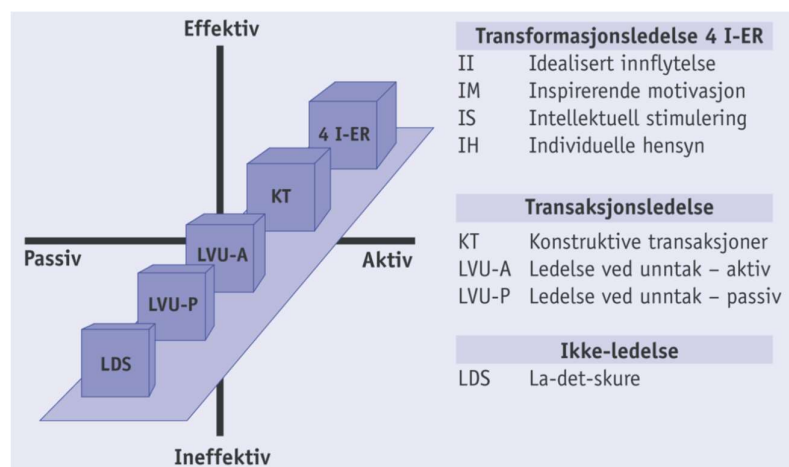 Effektiv
4 I-ER
KT
LVU-A
LVU-P
LDS
Passiv
Aktiv
Ineffektiv
Transformasjonsledelse 4 I-ER
II Idealisert innflytelse
IM Inspirerende motivasjon
IS Intellektuell stimulering
IH Individuelle hensyn
Transaksjonsledelse
KT Konstruktive transaksjoner
LVU-A Ledelse ved unntak – aktiv
LVU-P Ledelse ved unntak – passiv
Ikke-ledelse
LDS La-det-skure